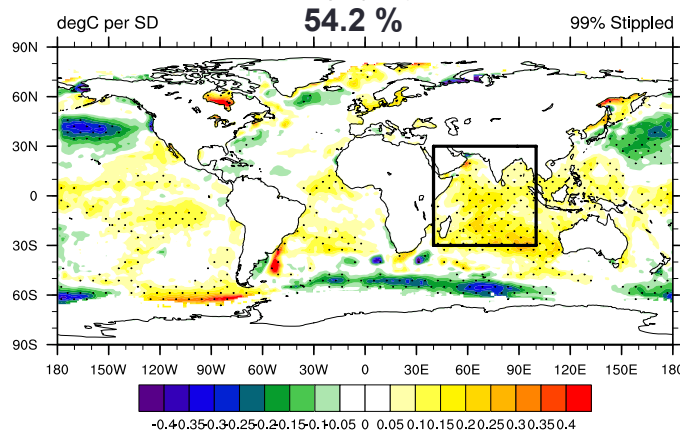 degC per SD
54.2 %
99% Stippled
90N
60N
30N
0
30S
60S
90S
180 150W 120W 90W 60W 30W 0 30E 60E 90E 120E 150E 180
-0.4-0.35-0.3-0.25-0.2-0.15-0.1-0.05 0 0.05 0.1 0.15 0.2 0.25 0.3 0.35 0.4